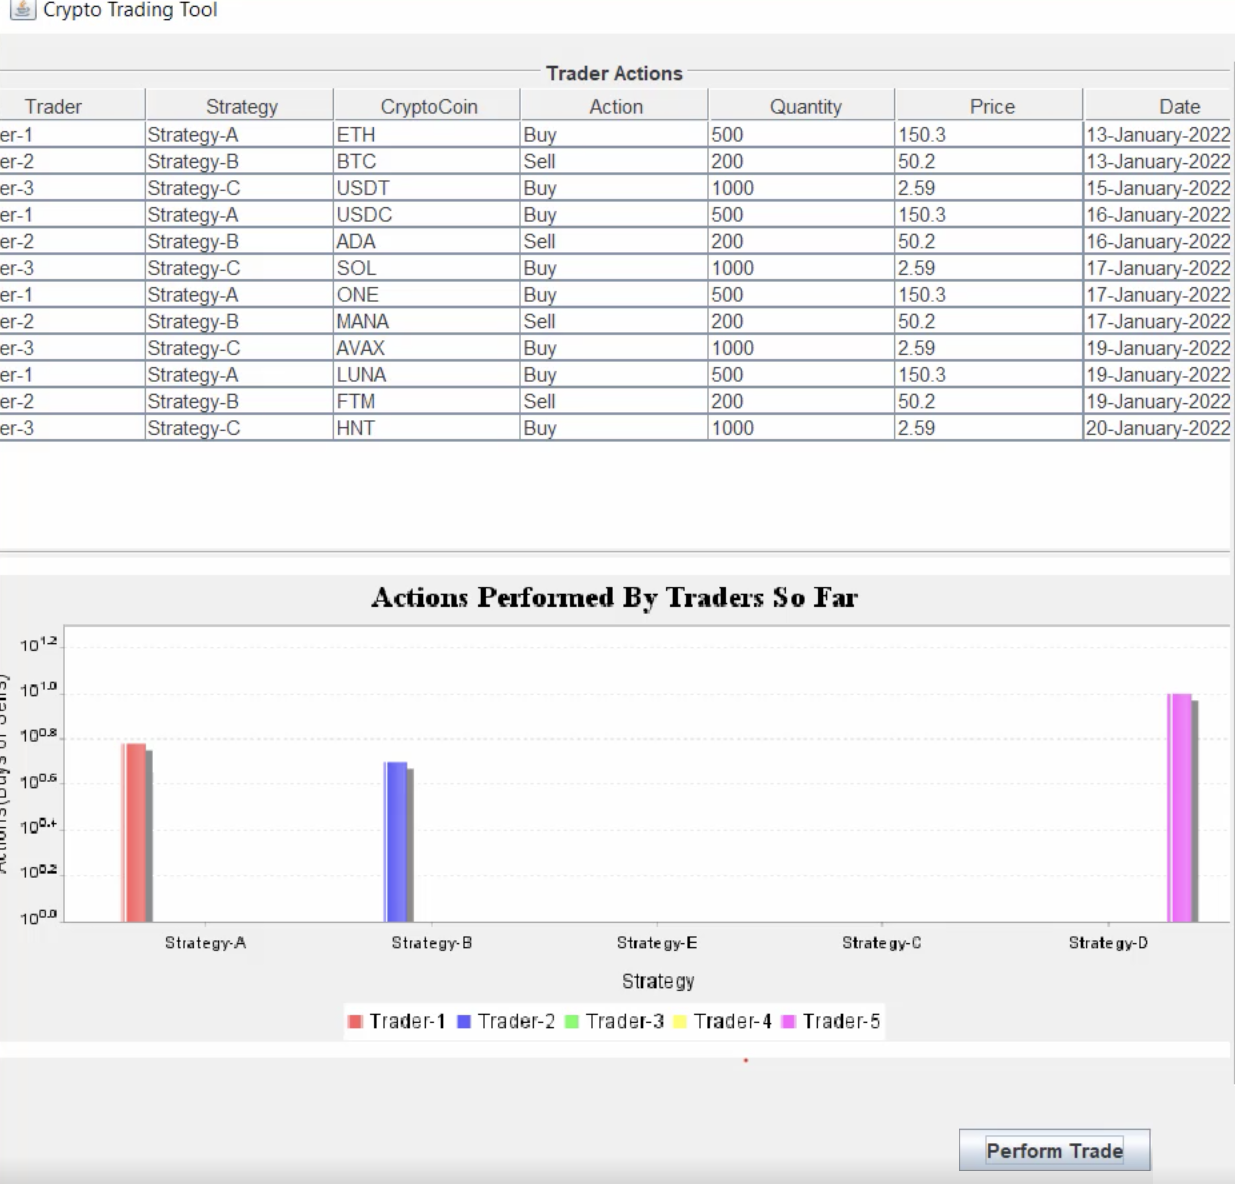 Crypto Trading Tool
Trader Actions
Trader Strategy CryptoCoin Action Quantity Price Date
er-1 Strategy-A ETH Buy 500 150.3 13-January-2022
er-2 Strategy-B BTC Sell 200 50.2 13-January-2022
er-3 Strategy-C USDT Buy 1000 2.59 15-January-2022
er-1 Strategy-A USDC Buy 500 150.3 16-January-2022
er-2 Strategy-B ADA Sell 200 50.2 16-January-2022
er-3 Strategy-C SOL Buy 1000 2.59 17-January-2022
er-1 Strategy-A ONE Buy 500 150.3 17-January-2022
er-2 Strategy-B MANA Sell 200 50.2 17-January-2022
er-3 Strategy-C AVAX Buy 1000 2.59 19-January-2022
er-1 Strategy-A LUNA Buy 500 150.3 19-January-2022
er-2 Strategy-B FTM Sell 200 50.2 19-January-2022
er-3 Strategy-C HNT Buy 1000 2.59 20-January-2022
Actions Performed By Traders So Far
10^1.2
10^1.0
10^0.8
10^0.6
10^0.4
10^0.2
10^0.0
Strategy-A Strategy-B Strategy-E Strategy-C Strategy-D
Strategy
Trader-1 Trader-2 Trader-3 Trader-4 Trader-5
Perform Trade